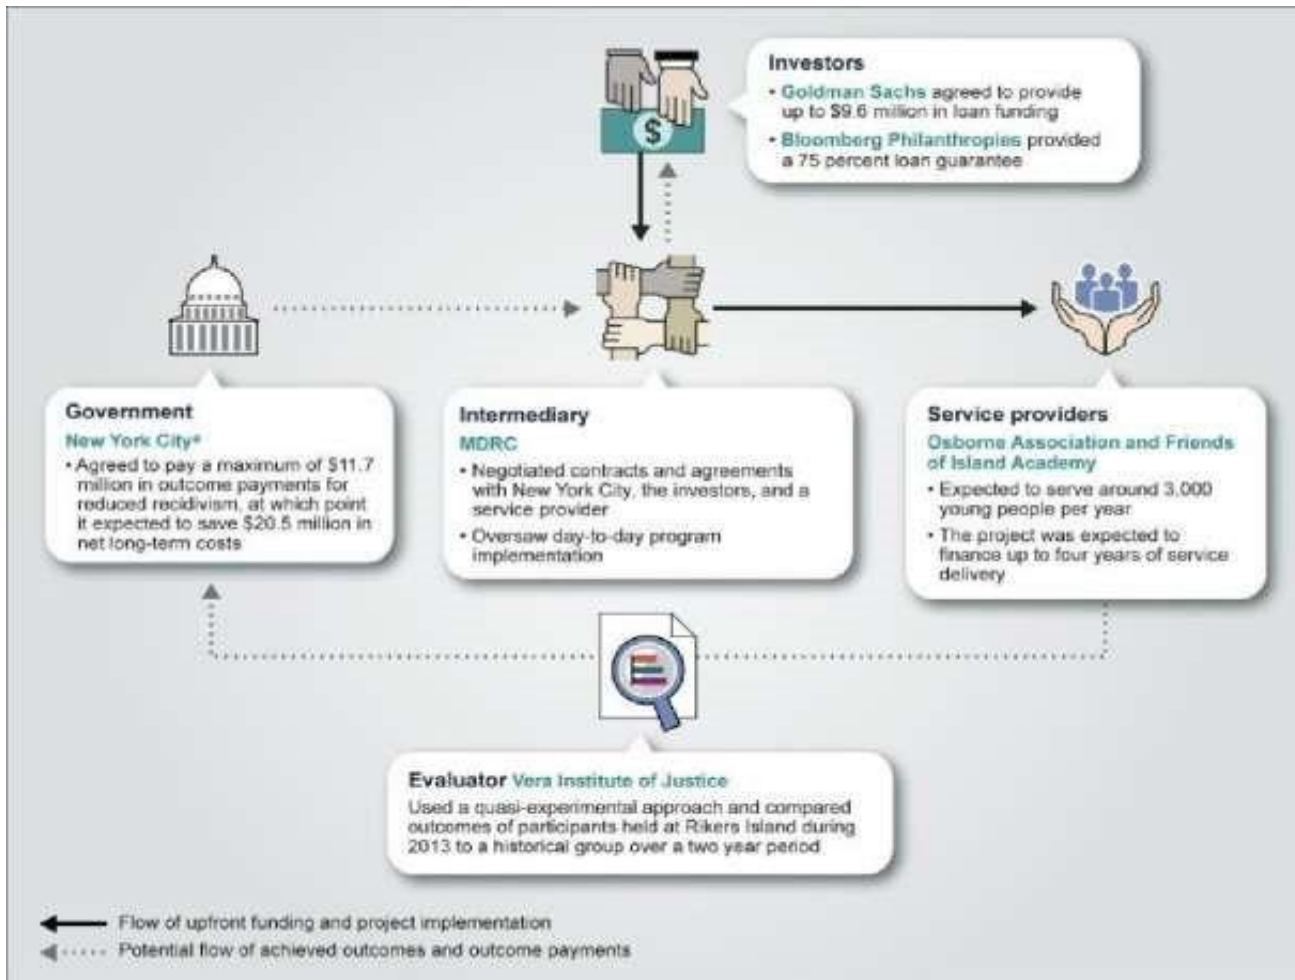 Investors
• Goldman Sachs agreed to provide
up to $9.6 million in loan funding
• Bloomberg Philanthropies provided
a 75 percent loan guarantee
$
Government
New York City
• Agreed to pay a maximum of $11.7
million in outcome payments for
reduced recidivism, at which point
it expected to save $20.5 million in
net long-term costs
Intermediary
MDRC
• Negotiated contracts and agreements
with New York City, the investors, and a
service provider
• Oversaw day-to-day program
implementation
Service providers
Osborne Association and Friends
of Island Academy
• Expected to serve around 3,000
young people per year
• The project was expected to
finance up to four years of service
delivery
Evaluator Vera Institute of Justice
Used a quasi-experimental approach and compared
outcomes of participants held at Rikers Island during
2013 to a historical group over a two year period
Flow of upfront funding and project implementation
Potential flow of achieved outcomes and outcome payments